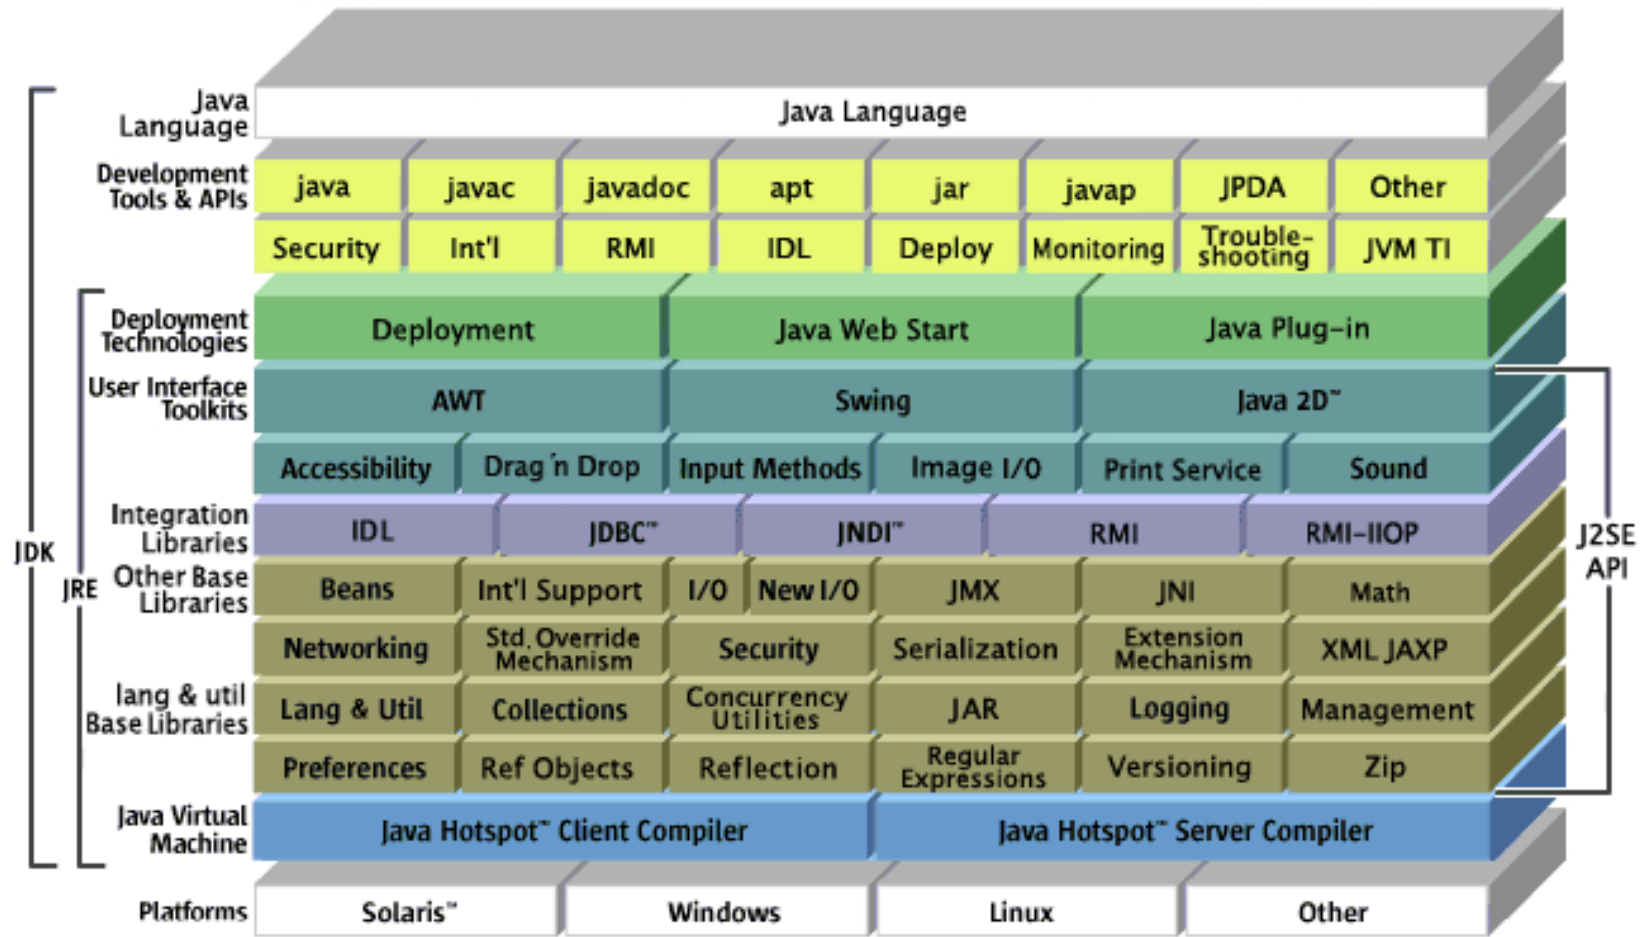 Java
Language
Java Language
Development
Tools & APIs
java
javac
javadoc
apt
jar
javap
JPDA
Other
Security
Int'l
RMI
IDL
Deploy
Monitoring
Trouble-
shooting
JVM TI
Deployment
Technologies
Deployment
Java Web Start
Java Plug-in
User Interface
Toolkits
AWT
Swing
Java 2D™
Accessibility
Drag 'n Drop
Input Methods
Image I/O
Print Service
Sound
Integration
Libraries
IDL
JDBC™
JNDI™
RMI
RMI-IIOP
JDK
JRE
J2SE
API
Other Base
Libraries
Beans
Int'l Support
I/O
New I/O
JMX
JNI
Math
Networking
Std. Override
Mechanism
Security
Serialization
Extension
Mechanism
XML JAXP
lang & util
Base Libraries
Lang & Util
Collections
Concurrency
Utilities
JAR
Logging
Management
Preferences
Ref Objects
Reflection
Regular
Expressions
Versioning
Zip
Java Virtual
Machine
Java Hotspot™ Client Compiler
Java Hotspot™ Server Compiler
Platforms
Solaris™
Windows
Linux
Other